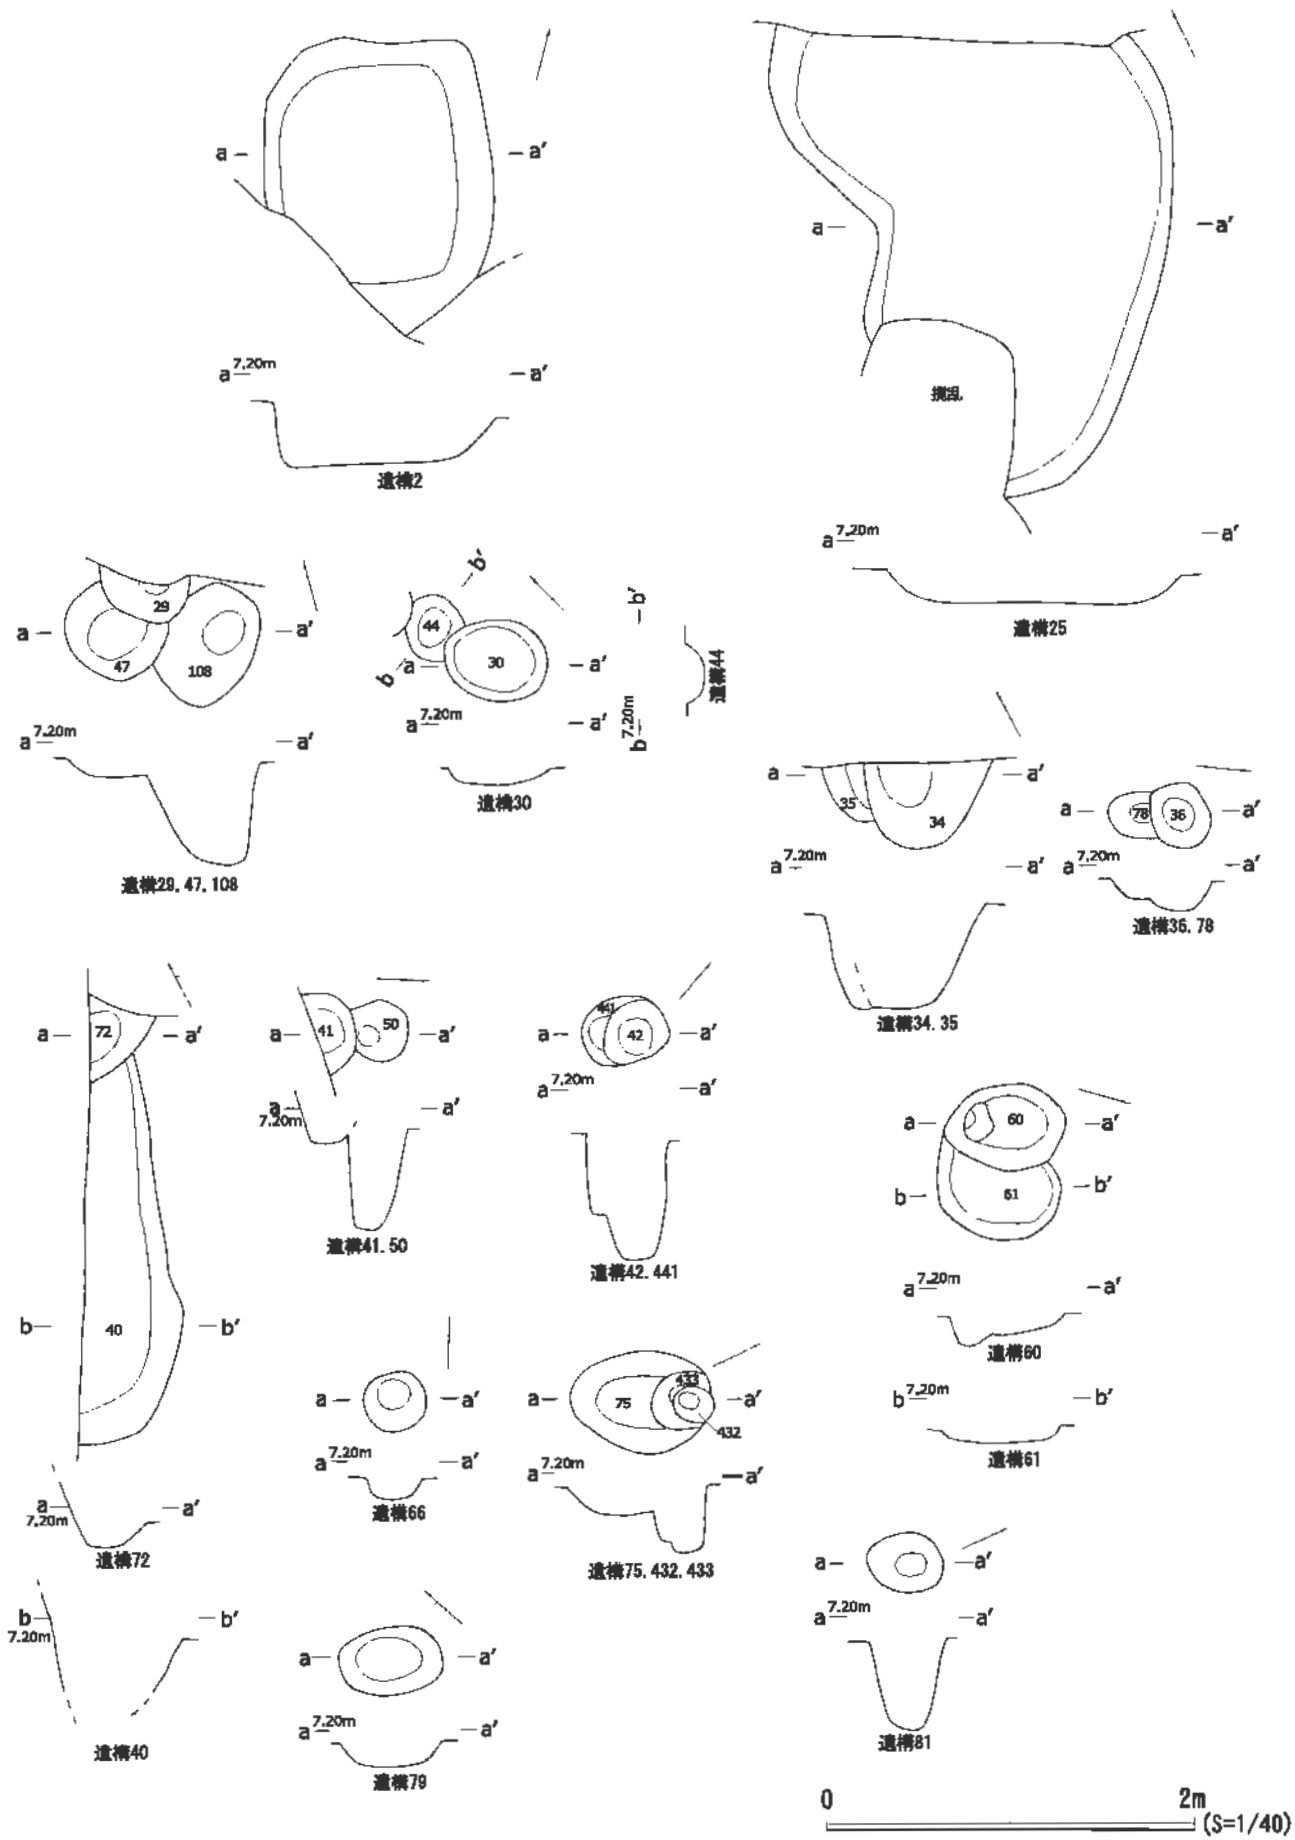 a — — a'
a 7.20m — a'
遺構2
a — — a'
撹乱
a 7.20m — a'
遺構25
a — 29 — a'
47 108
a 7.20m — a'
遺構29.47.108
b'
44
b
a — 30 — a'
a 7.20m — a'
遺構30
b'
b 7.20m
遺構44
a — — a'
35 34
a 7.20m — a'
遺構34.35
a — 78 36 — a'
a 7.20m — a'
遺構36.78
a — 72 — a'
b — 40 — b'
a — — a'
7.20m
遺構72
b — — b'
7.20m
遺構40
a — 41 50 — a'
a — a'
7.20m
遺構41.50
441
a — 42 — a'
a 7.20m — a'
遺構42.441
a — 60 — a'
b — 61 — b'
a 7.20m — a'
遺構60
b 7.20m — b'
遺構61
a — — a'
a 7.20m — a'
遺構66
433
a — 75 — a'
432
a 7.20m — a'
遺構75.432.433
a — — a'
a 7.20m — a'
遺構79
a — — a'
a 7.20m — a'
遺構81
0 2m
(S=1/40)